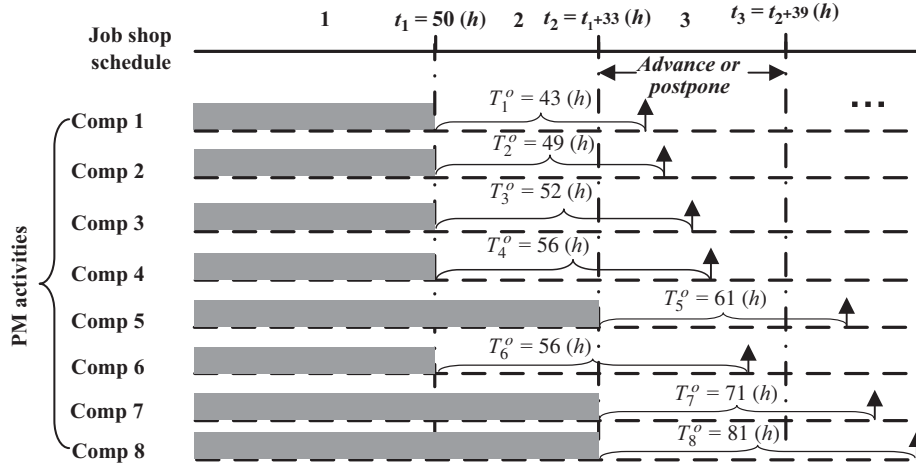 1 t₁ = 50 (h) 2 t₂ = t₁₊₃₃ (h) 3 t₃ = t₂₊₃₉ (h)
Job shop
schedule
Advance or
postpone
T₁ᵒ = 43 (h) ...
Comp 1
T₂ᵒ = 49 (h)
Comp 2
T₃ᵒ = 52 (h)
Comp 3
T₄ᵒ = 56 (h)
Comp 4
T₅ᵒ = 61 (h)
Comp 5
T₆ᵒ = 56 (h)
Comp 6
T₇ᵒ = 71 (h)
Comp 7
T₈ᵒ = 81 (h)
Comp 8
PM activities